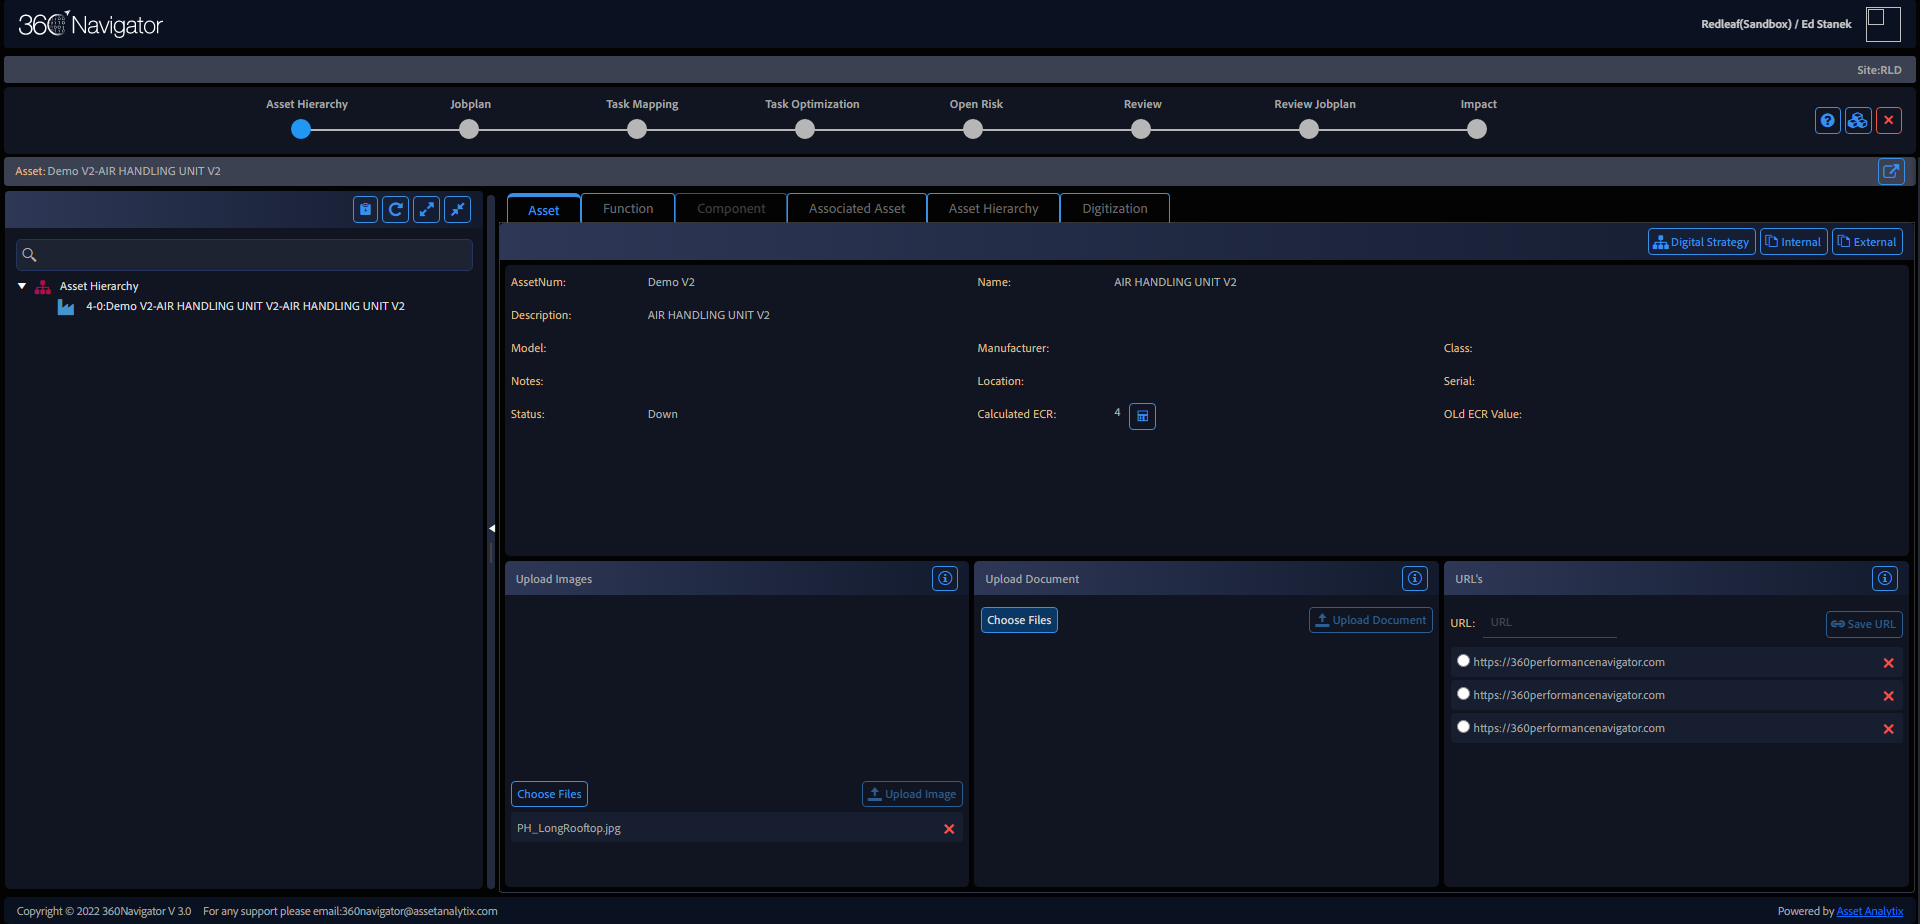 360 Navigator
Redleaf(Sandbox) / Ed Stanek
Site:RLD
Asset Hierarchy Jobplan Task Mapping Task Optimization Open Risk Review Review Jobplan Impact
Asset: Demo V2-AIR HANDLING UNIT V2
Asset Function Component Associated Asset Asset Hierarchy Digitization
Digital Strategy Internal External
Asset Hierarchy
4-0:Demo V2-AIR HANDLING UNIT V2-AIR HANDLING UNIT V2
AssetNum: Demo V2 Name: AIR HANDLING UNIT V2
Description: AIR HANDLING UNIT V2
Model: Manufacturer: Class:
Notes: Location: Serial:
Status: Down Calculated ECR: 4 OLd ECR Value:
Upload Images
Choose Files Upload Image
PH_LongRooftop.jpg
Upload Document
Choose Files Upload Document
URL's
URL: URL Save URL
https://360performancenavigator.com
https://360performancenavigator.com
https://360performancenavigator.com
Copyright © 2022 360Navigator V 3.0 For any support please email:360navigator@assetanalytix.com
Powered by Asset Analytix